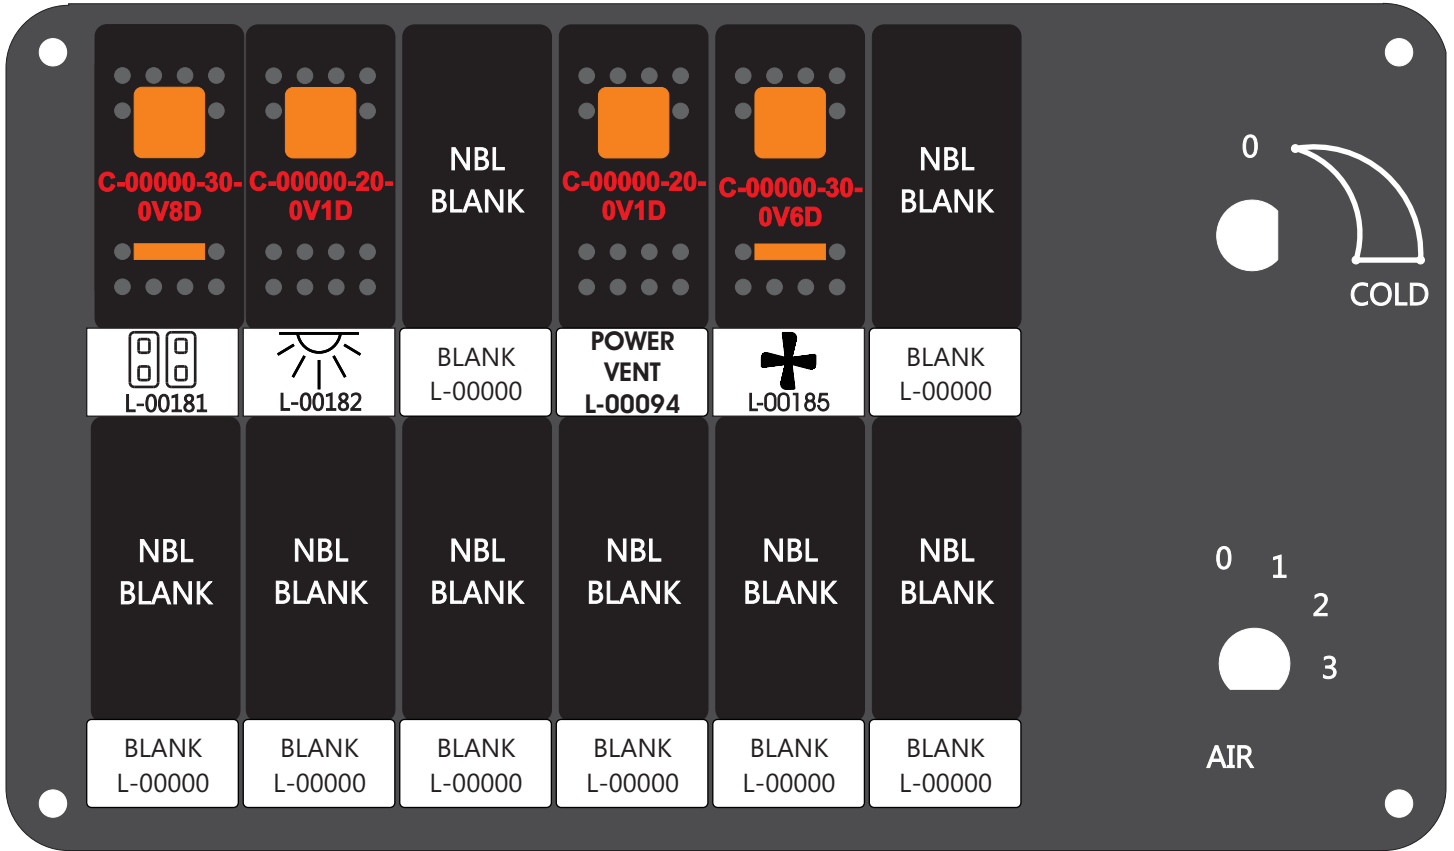 C-00000-30-
0V8D
C-00000-20-
0V1D
NBL
BLANK
C-00000-20-
0V1D
C-00000-30-
0V6D
NBL
BLANK
L-00181
L-00182
BLANK
L-00000
POWER
VENT
L-00094
L-00185
BLANK
L-00000
NBL
BLANK
NBL
BLANK
NBL
BLANK
NBL
BLANK
NBL
BLANK
NBL
BLANK
BLANK
L-00000
BLANK
L-00000
BLANK
L-00000
BLANK
L-00000
BLANK
L-00000
BLANK
L-00000
0
COLD
0
1
2
3
AIR